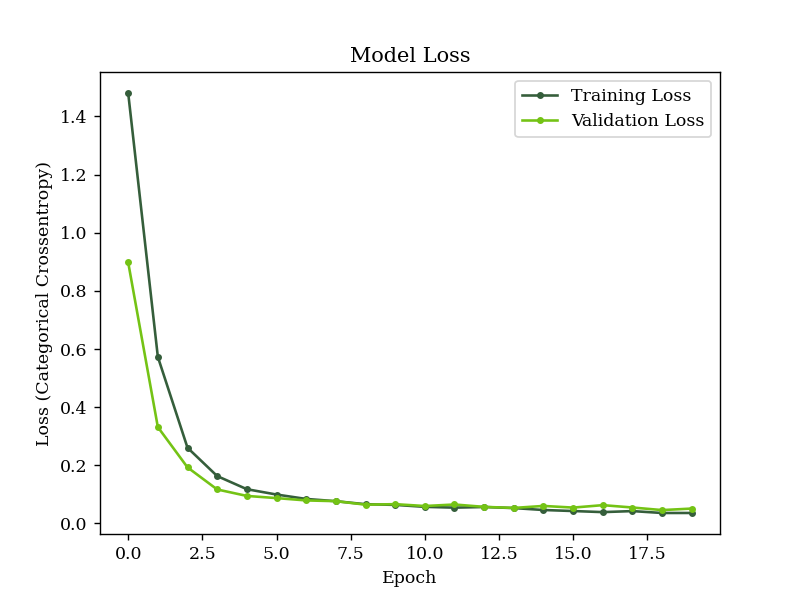 Model Loss
Training Loss
Validation Loss
Loss (Categorical Crossentropy)
1.4
1.2
1.0
0.8
0.6
0.4
0.2
0.0
0.0 2.5 5.0 7.5 10.0 12.5 15.0 17.5
Epoch